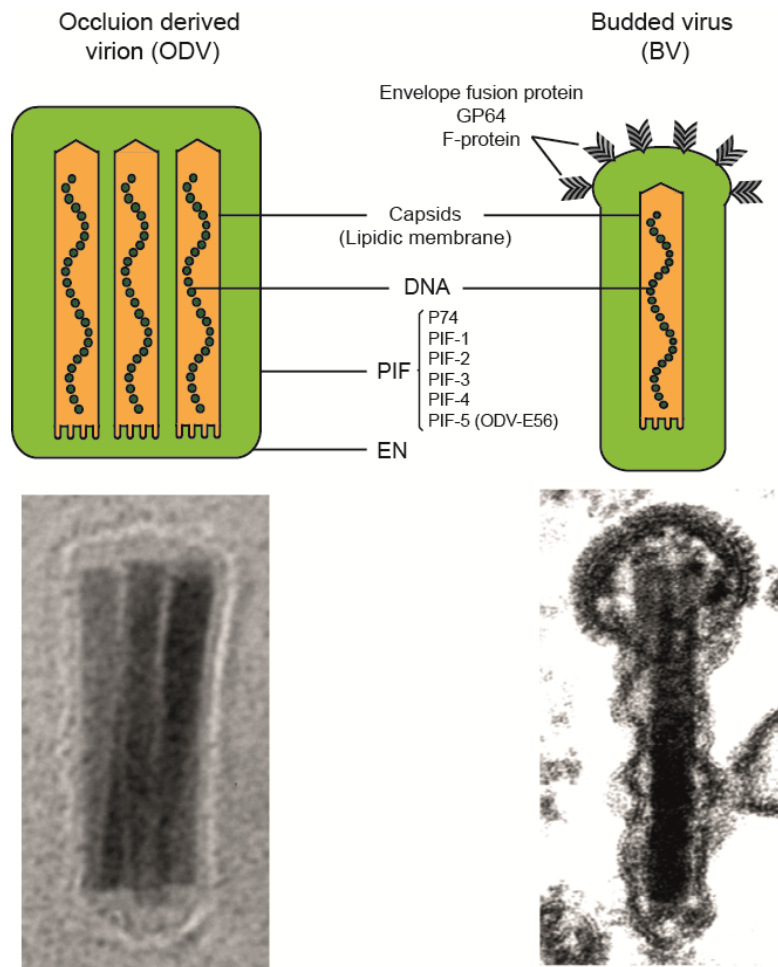 Occluion derived
virion (ODV)
Budded virus
(BV)
Envelope fusion protein
GP64
F-protein
Capsids
(Lipidic membrane)
DNA
PIF
P74
PIF-1
PIF-2
PIF-3
PIF-4
PIF-5 (ODV-E56)
EN